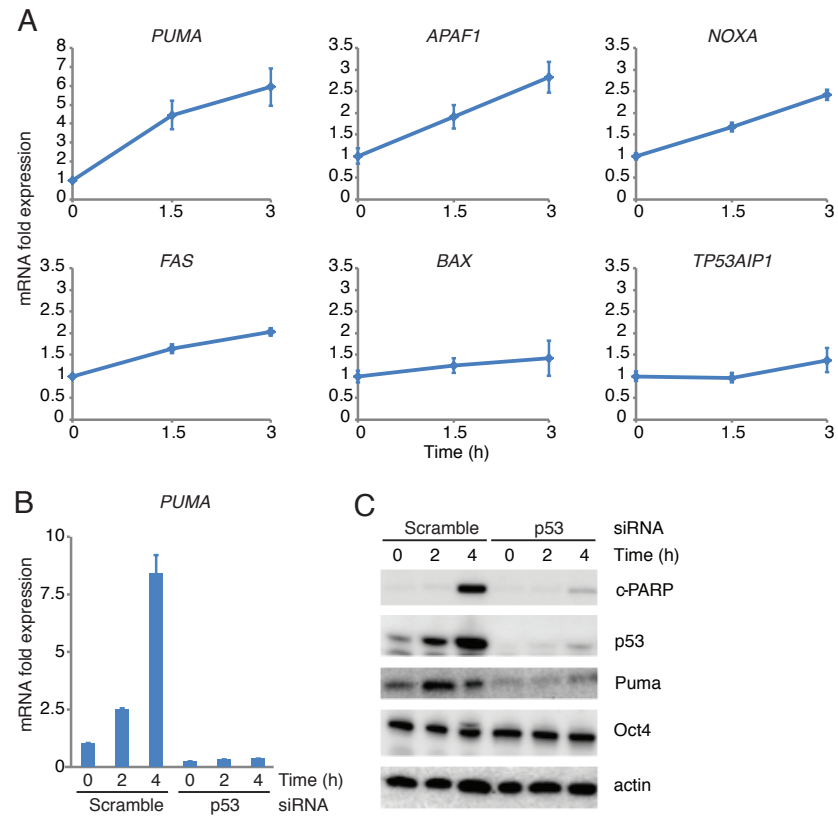 A
PUMA
APAF1
NOXA
mRNA fold expression
8
7
6
5
4
3
2
1
0
0 1.5 3
3.5
3
2.5
2
1.5
1
0.5
0
0 1.5 3
3.5
3
2.5
2
1.5
1
0.5
0
0 1.5 3
FAS
BAX
TP53AIP1
3.5
3
2.5
2
1.5
1
0.5
0
0 1.5 3
3.5
3
2.5
2
1.5
1
0.5
0
0 1.5 3
3.5
3
2.5
2
1.5
1
0.5
0
0 1.5 3
Time (h)
B
PUMA
mRNA fold expression
10
7.5
5
2.5
0
0 2 4 0 2 4 Time (h)
Scramble p53 siRNA
C
Scramble p53 siRNA
0 2 4 0 2 4 Time (h)
c-PARP
p53
Puma
Oct4
actin